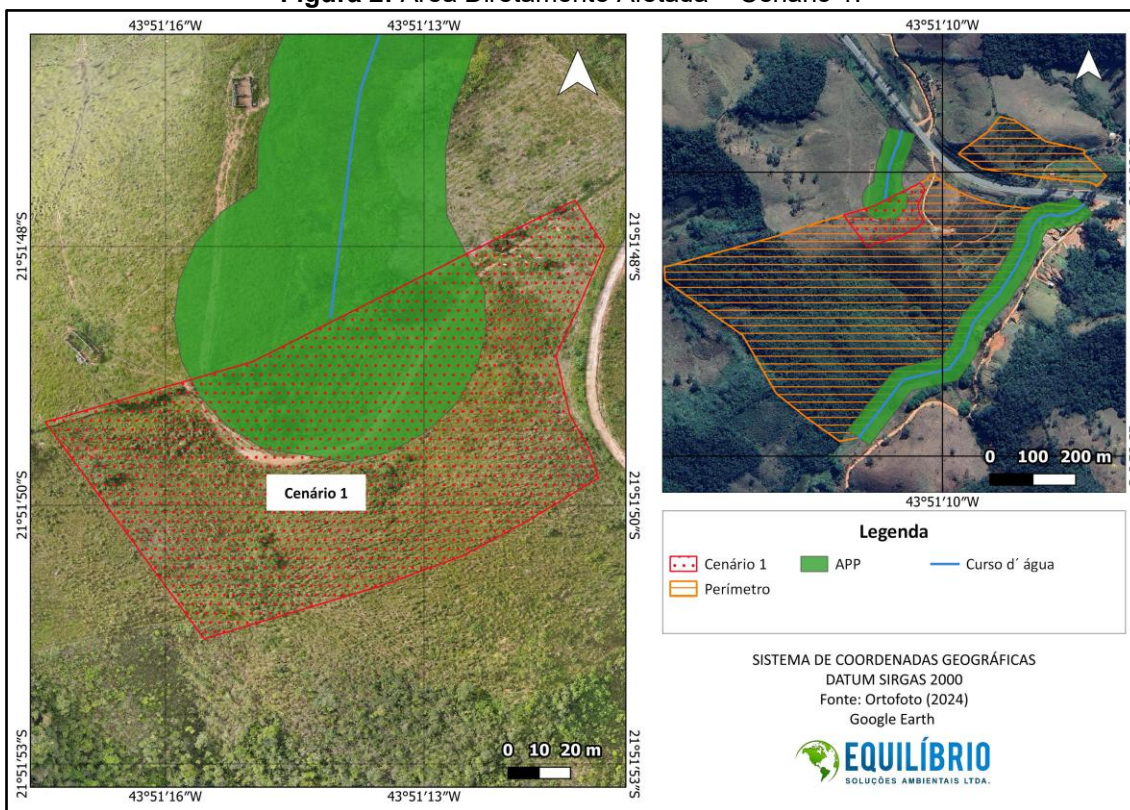 Figura 2: Área Diretamente Afetada – Cenário 1.
43°51'16"W
43°51'13"W
21°51'48"S
21°51'48"S
Cenário 1
21°51'50"S
21°51'50"S
0 10 20 m
21°51'53"S
21°51'53"S
43°51'16"W
43°51'13"W
43°51'10"W
0 100 200 m
43°51'10"W
Legenda
Cenário 1
APP
Curso d´ água
Perímetro
SISTEMA DE COORDENADAS GEOGRÁFICAS
DATUM SIRGAS 2000
Fonte: Ortofoto (2024)
Google Earth
EQUILÍBRIO
SOLUÇÕES AMBIENTAIS LTDA.